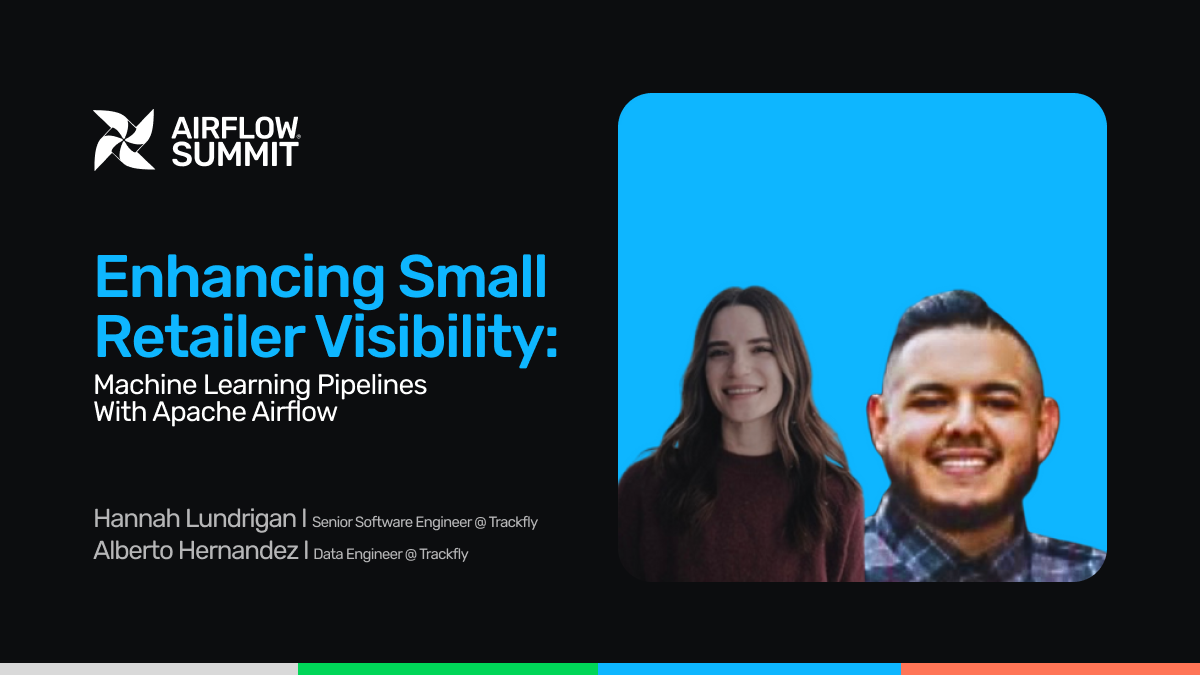 AIRFLOW
SUMMIT
Enhancing Small
Retailer Visibility:
Machine Learning Pipelines
With Apache Airflow
Hannah Lundrigan | Senior Software Engineer @ Trackfly
Alberto Hernandez | Data Engineer @ Trackfly